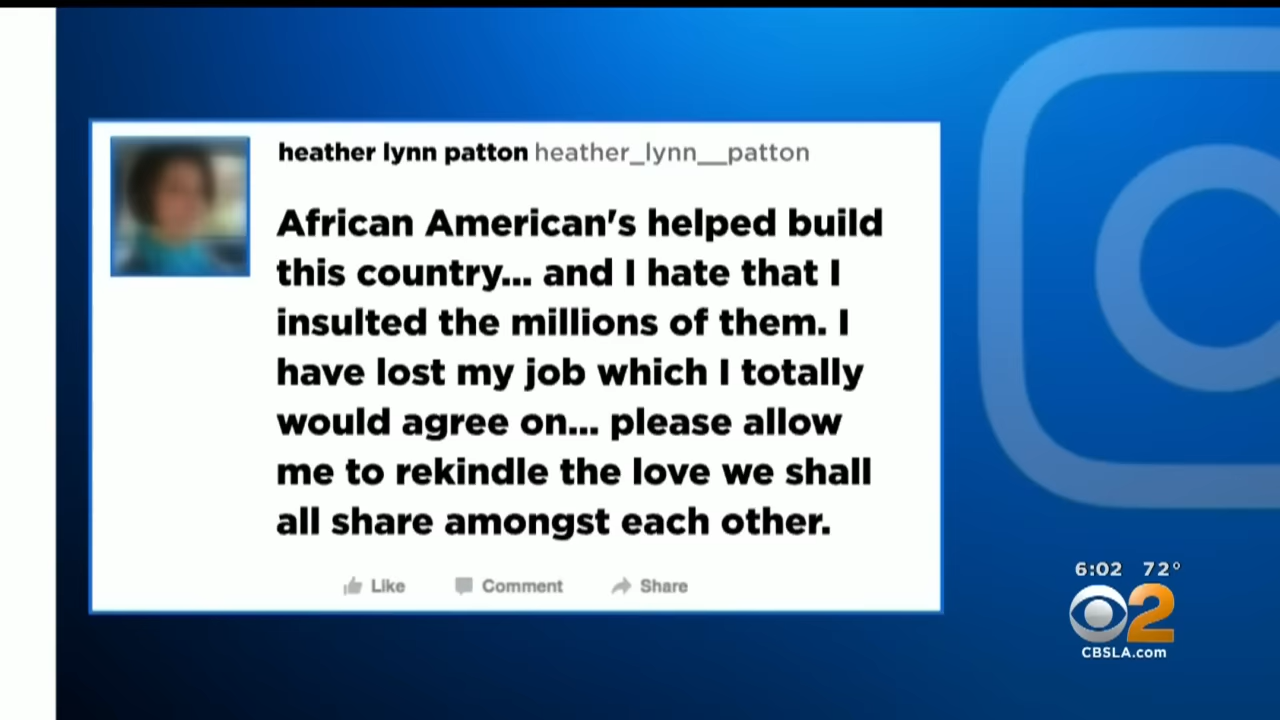 heather lynn patton heather_lynn__patton
African American's helped build
this country... and I hate that I
insulted the millions of them. I
have lost my job which I totally
would agree on... please allow
me to rekindle the love we shall
all share amongst each other.
Like Comment Share
6:02 72°
2
CBSLA.com